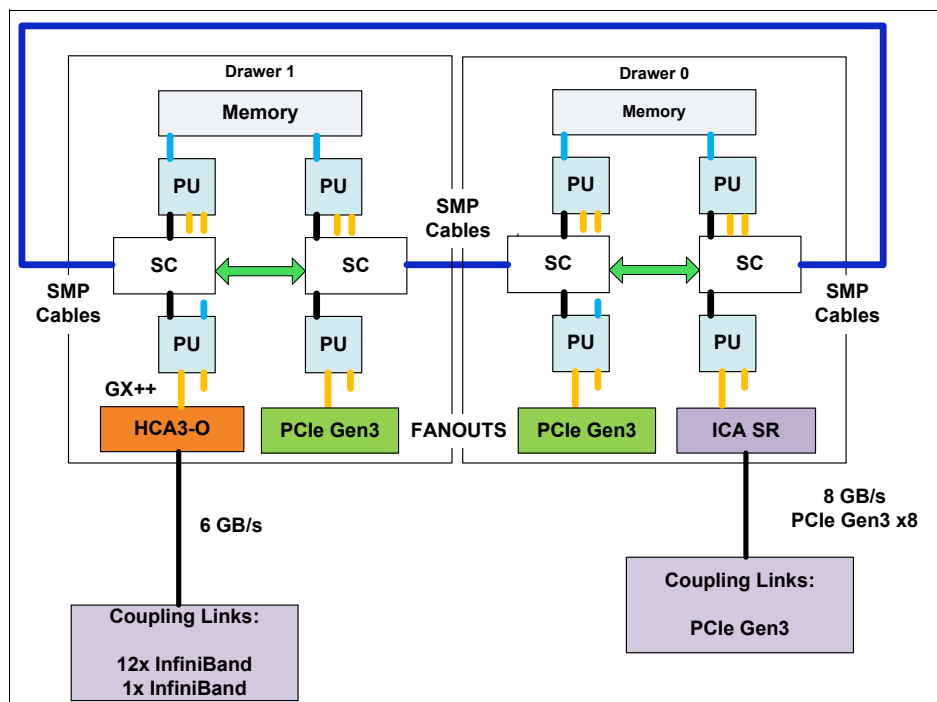 Drawer 1
Drawer 0
Memory
Memory
PU
PU
PU
PU
SMP
Cables
SC
SC
SC
SC
SMP
Cables
SMP
Cables
PU
PU
PU
PU
GX++
HCA3-O
PCIe Gen3
FANOUTS
PCIe Gen3
ICA SR
6 GB/s
8 GB/s
PCIe Gen3 x8
Coupling Links:
PCIe Gen3
Coupling Links:
12x InfiniBand
1x InfiniBand